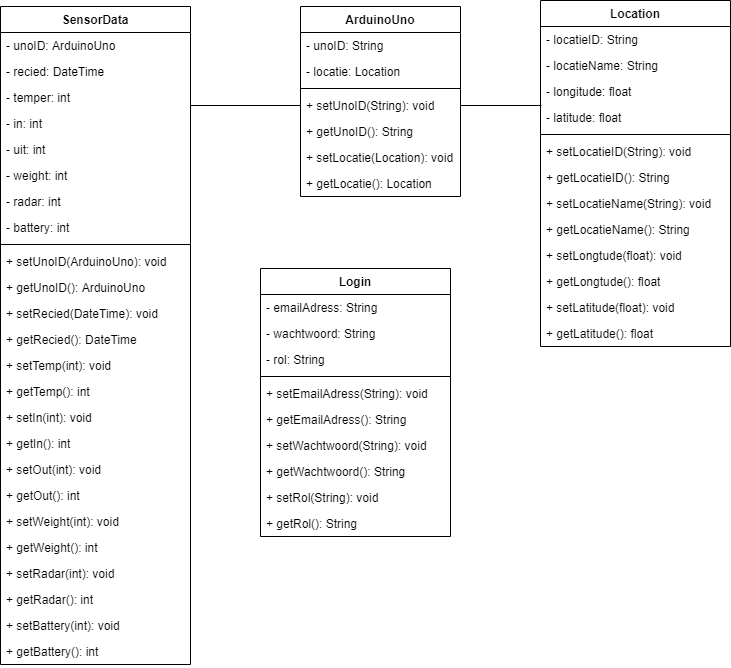 SensorData
- unoID: ArduinoUno
- recied: DateTime
- temper: int
- in: int
- uit: int
- weight: int
- radar: int
- battery: int
+ setUnoID(ArduinoUno): void
+ getUnoID(): ArduinoUno
+ setRecied(DateTime): void
+ getRecied(): DateTime
+ setTemp(int): void
+ getTemp(): int
+ setIn(int): void
+ getIn(): int
+ setOut(int): void
+ getOut(): int
+ setWeight(int): void
+ getWeight(): int
+ setRadar(int): void
+ getRadar(): int
+ setBattery(int): void
+ getBattery(): int
ArduinoUno
- unoID: String
- locatie: Location
+ setUnoID(String): void
+ getUnoID(): String
+ setLocatie(Location): void
+ getLocatie(): Location
Location
- locatieID: String
- locatieName: String
- longitude: float
- latitude: float
+ setLocatieID(String): void
+ getLocatieID(): String
+ setLocatieName(String): void
+ getLocatieName(): String
+ setLongtude(float): void
+ getLongtude(): float
+ setLatitude(float): void
+ getLatitude(): float
Login
- emailAdress: String
- wachtwoord: String
- rol: String
+ setEmailAdress(String): void
+ getEmailAdress(): String
+ setWachtwoord(String): void
+ getWachtwoord(): String
+ setRol(String): void
+ getRol(): String